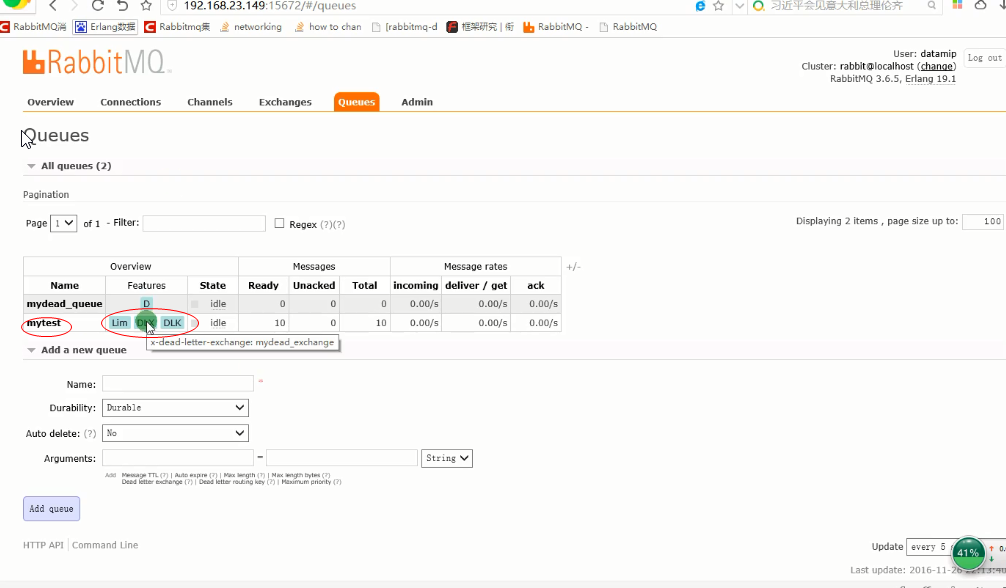 192.168.23.149:15672/#/queues
习近平会见意大利总理伦齐
RabbitMQ消 Erlang数据 Rabbitmq集 networking how to chan [rabbitmq-d 框架研究 | 衔 RabbitMQ - RabbitMQ
RabbitMQ
User: datamip
Cluster: rabbit@localhost (change)
RabbitMQ 3.6.5, Erlang 19.1
Log out
Overview Connections Channels Exchanges Queues Admin
Queues
All queues (2)
Pagination
Page 1 of 1 - Filter: Regex (?)(?)
Displaying 2 items , page size up to: 100
Overview Messages Message rates +/-
Name Features State Ready Unacked Total incoming deliver / get ack
mydead_queue D idle 0 0 0 0.00/s 0.00/s 0.00/s
mytest Lim DLX DLK idle 10 0 10 0.00/s 0.00/s 0.00/s
x-dead-letter-exchange: mydead_exchange
Add a new queue
Name: *
Durability: Durable
Auto delete: (?) No
Arguments: = String
Add Message TTL (?) | Auto expire (?) | Max length (?) | Max length bytes (?)
Dead letter exchange (?) | Dead letter routing key (?) | Maximum priority (?)
Add queue
HTTP API Command Line
Update every 5
41%
Last update: 2016-11-26